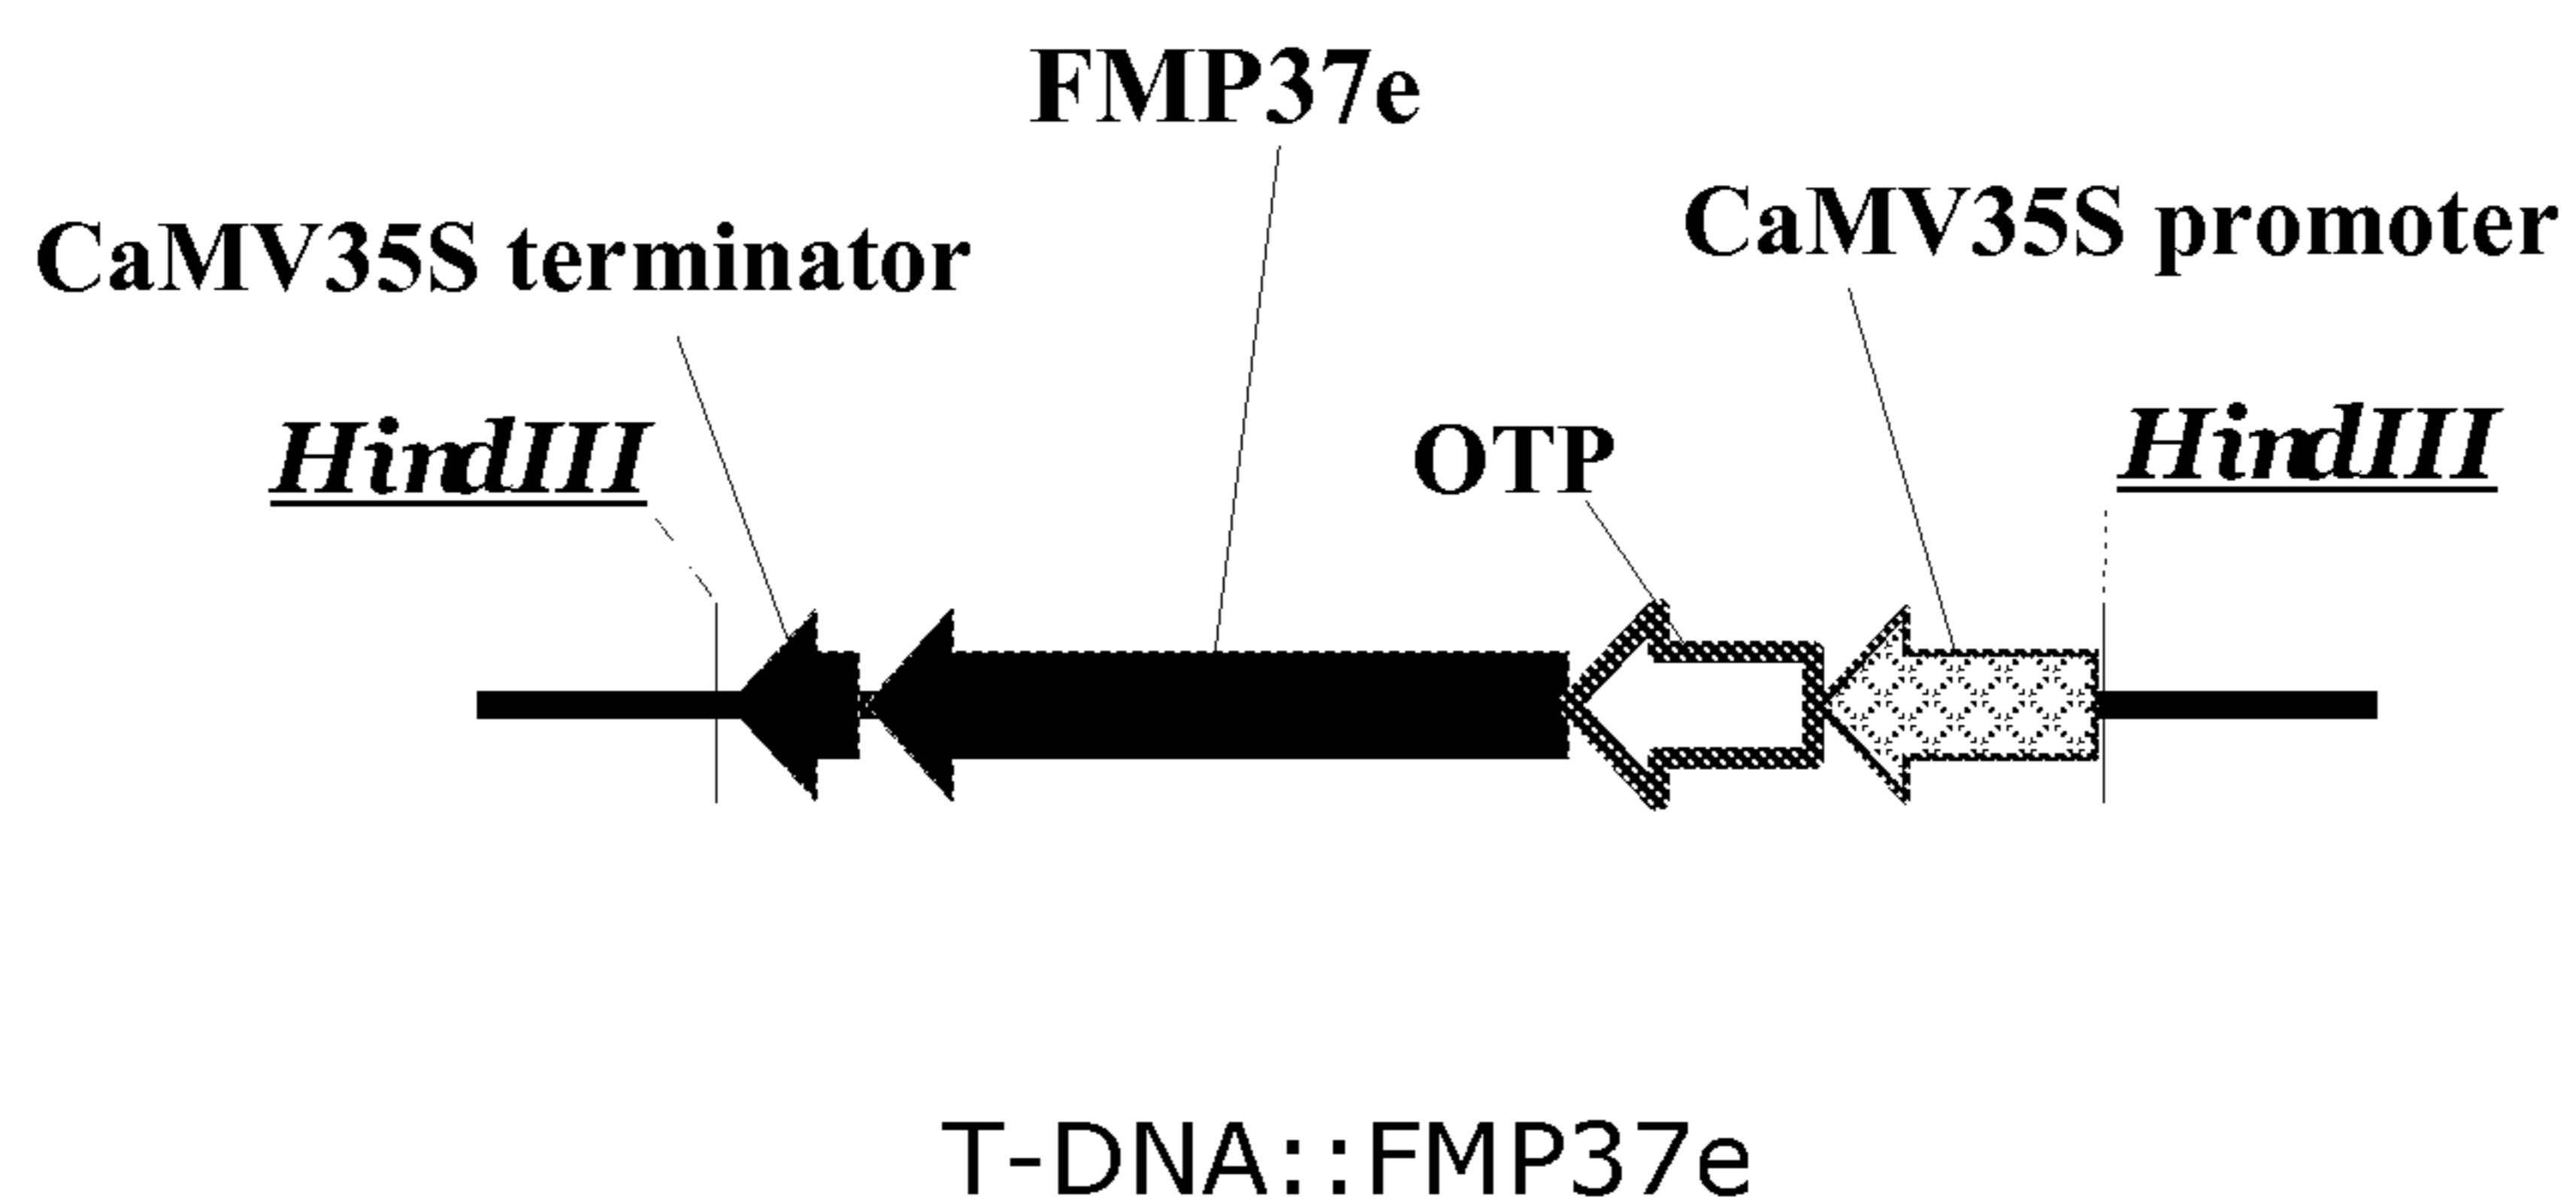 FMP37e
CaMV35S promoter
CaMV35S terminator
HindIII
OTP
HindIII
T-DNA::FMP37e